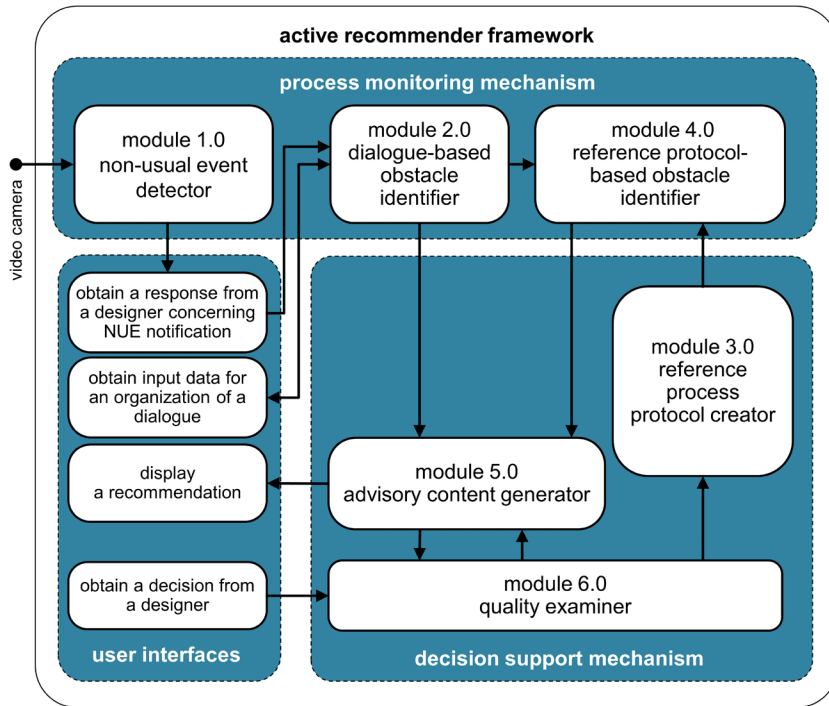 active recommender framework
process monitoring mechanism
module 1.0
non-usual event
detector
module 2.0
dialogue-based
obstacle
identifier
module 4.0
reference protocol-
based obstacle
identifier
video camera
obtain a response from
a designer concerning
NUE notification
obtain input data for
an organization of a
dialogue
display
a recommendation
obtain a decision from
a designer
user interfaces
module 3.0
reference
process
protocol creator
module 5.0
advisory content generator
module 6.0
quality examiner
decision support mechanism